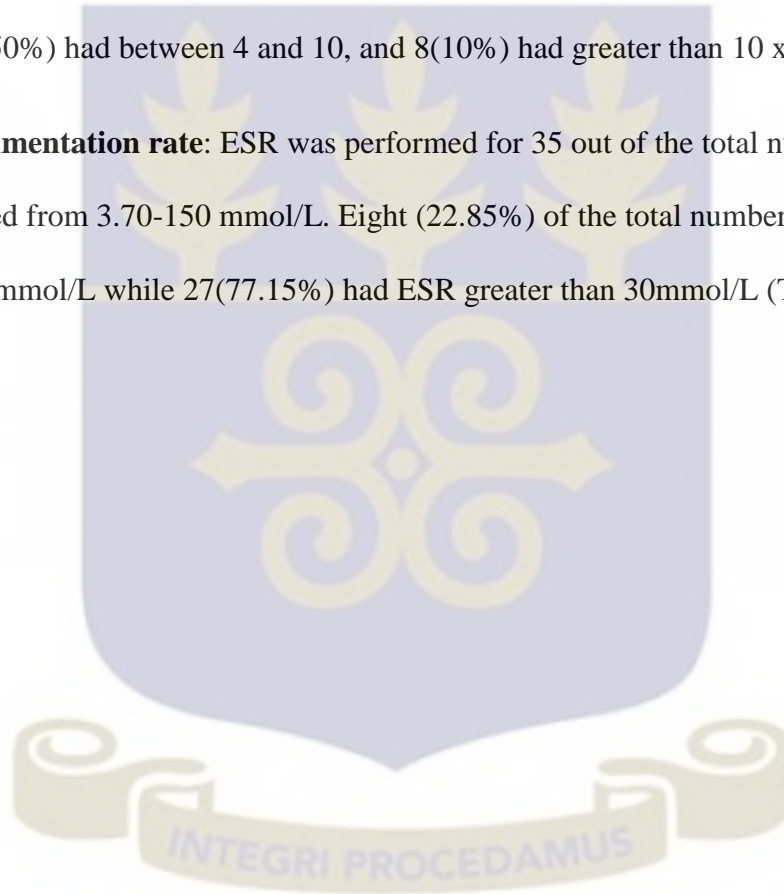 50%) had between 4 and 10, and 8(10%) had greater than 10 x
mentation rate: ESR was performed for 35 out of the total n
ed from 3.70-150 mmol/L. Eight (22.85%) of the total number
mmol/L while 27(77.15%) had ESR greater than 30mmol/L (T
INTEGRI PROCEDAMUS